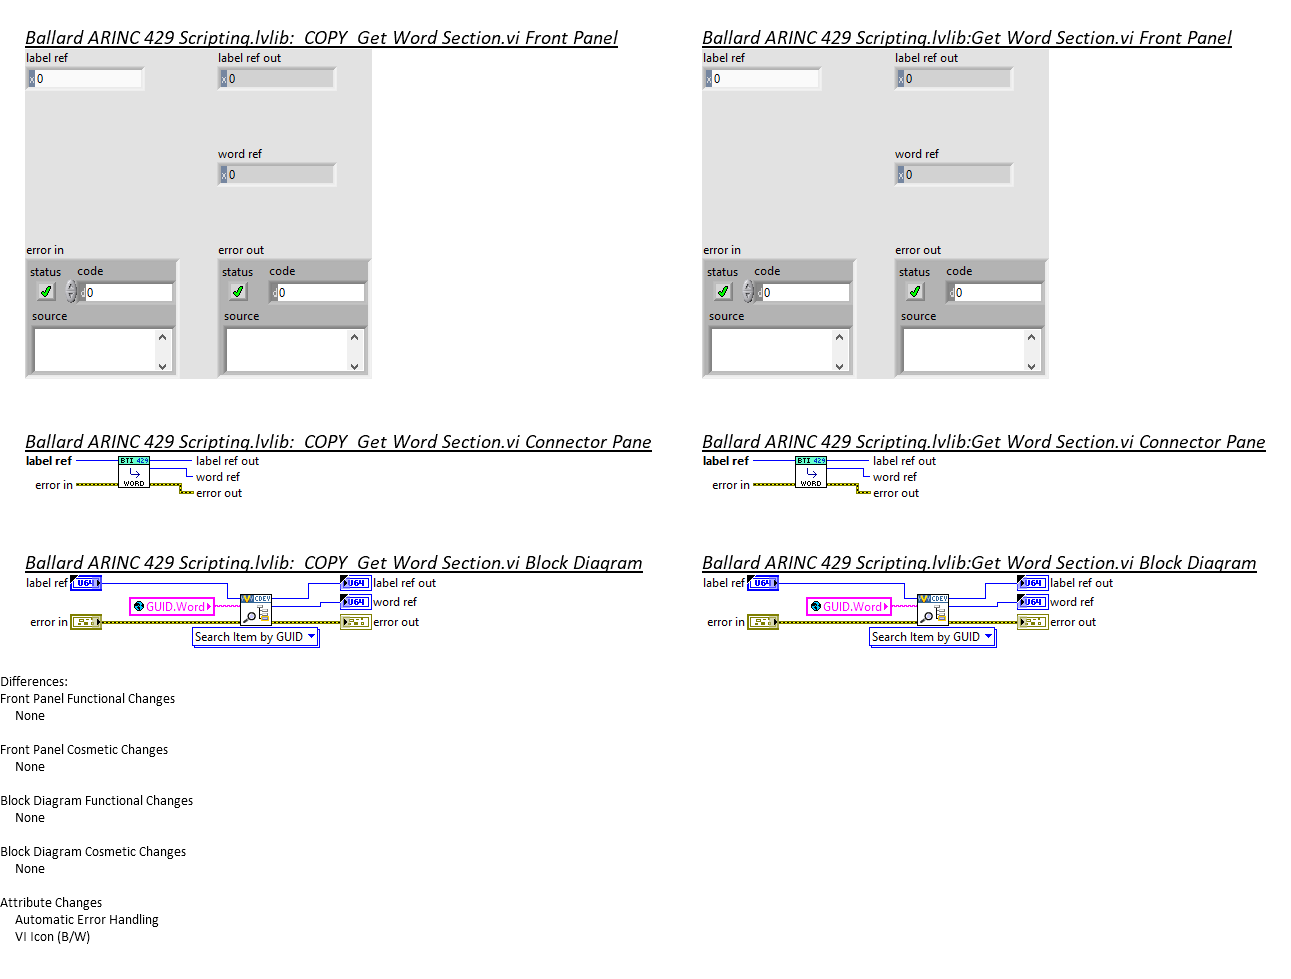 Ballard ARINC 429 Scripting.lvlib:_COPY_Get Word Section.vi Front Panel
label ref
label ref out
x 0
x 0
word ref
x 0
error in
error out
status
code
status
code
d 0
d 0
source
source
Ballard ARINC 429 Scripting.lvlib:Get Word Section.vi Front Panel
label ref
label ref out
x 0
x 0
word ref
x 0
error in
error out
status
code
status
code
d 0
d 0
source
source
Ballard ARINC 429 Scripting.lvlib:_COPY_Get Word Section.vi Connector Pane
label ref
BTI 429
label ref out
word ref
error in
WORD
error out
Ballard ARINC 429 Scripting.lvlib:Get Word Section.vi Connector Pane
label ref
BTI 429
label ref out
word ref
error in
WORD
error out
Ballard ARINC 429 Scripting.lvlib:_COPY_Get Word Section.vi Block Diagram
label ref
U64
U64
label ref out
GUID.Word
CDEV
U64
word ref
error in
error out
Search Item by GUID
Ballard ARINC 429 Scripting.lvlib:Get Word Section.vi Block Diagram
label ref
U64
U64
label ref out
GUID.Word
CDEV
U64
word ref
error in
error out
Search Item by GUID
Differences:
Front Panel Functional Changes
None
Front Panel Cosmetic Changes
None
Block Diagram Functional Changes
None
Block Diagram Cosmetic Changes
None
Attribute Changes
Automatic Error Handling
VI Icon (B/W)